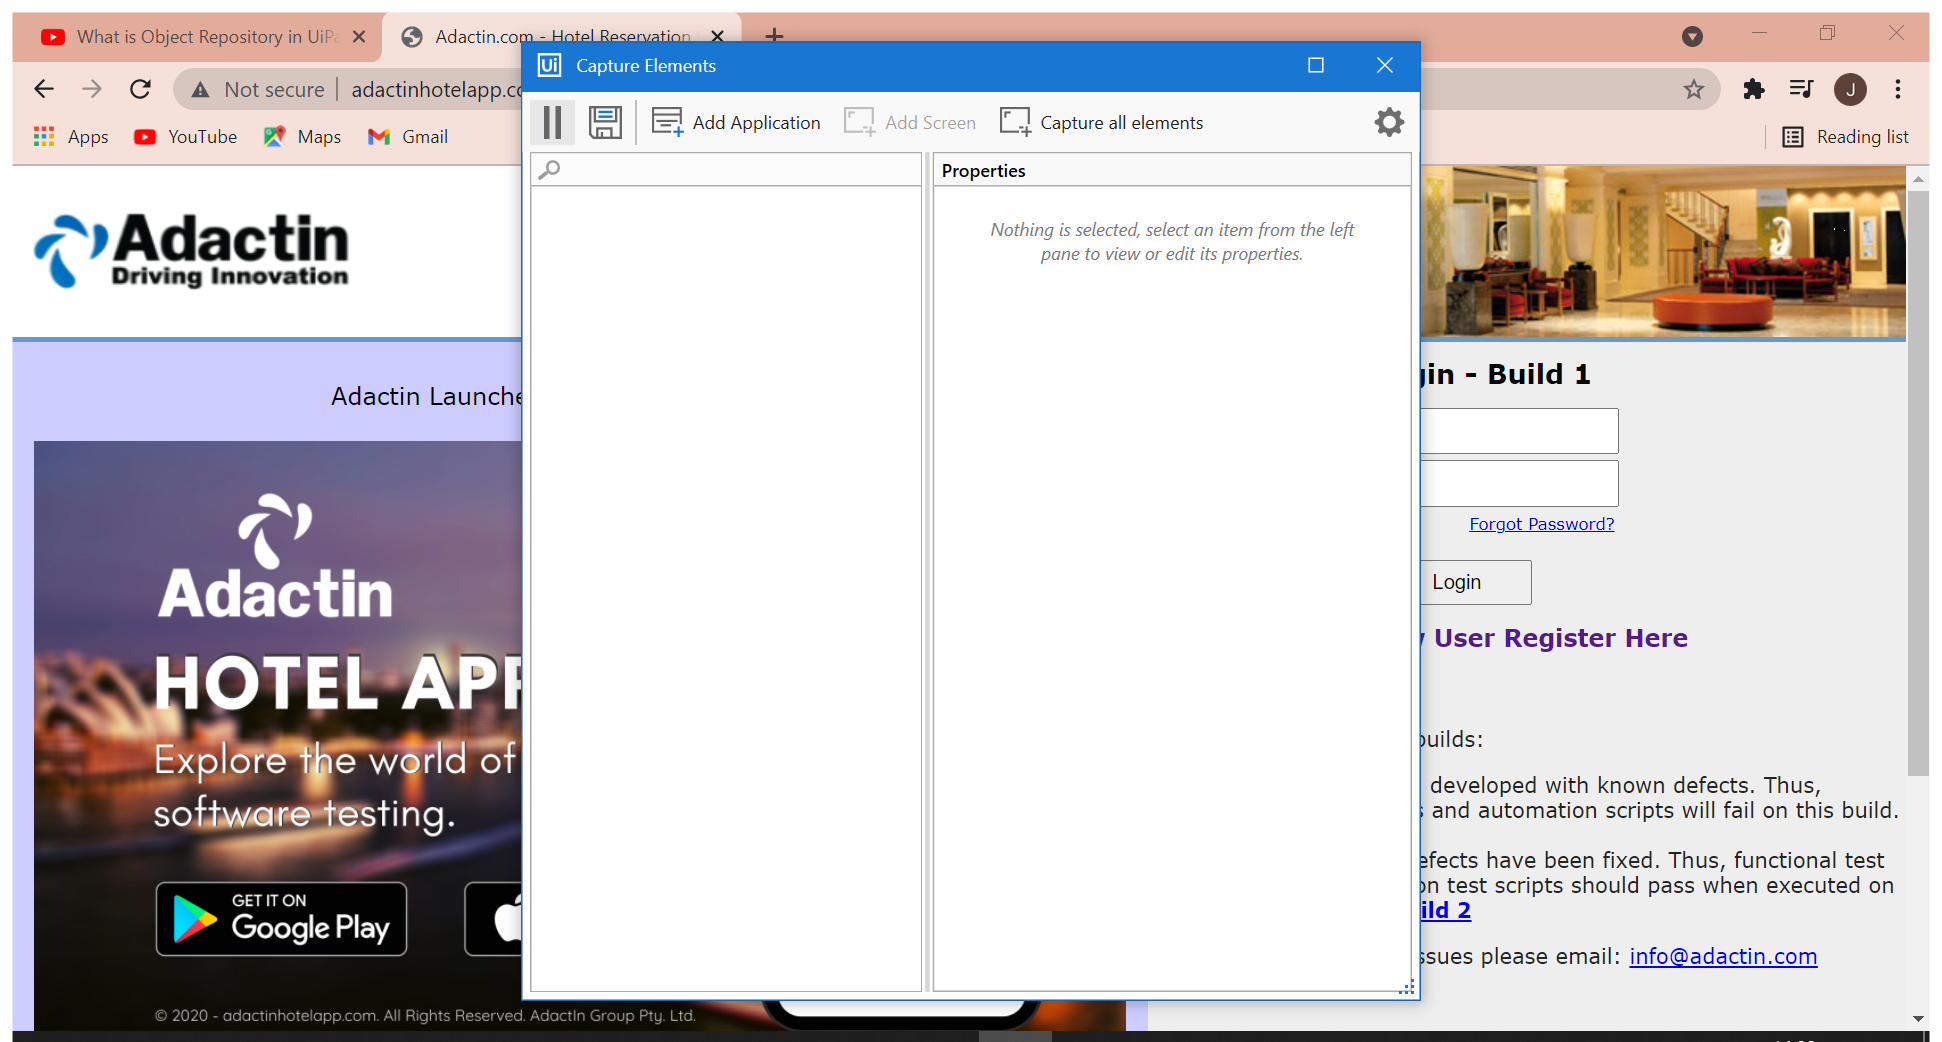 What is Object Repository in UiPa
Adactin.com - Hotel Reservation
Ui Capture Elements
Not secure
adactinhotelapp.co
J
Apps
YouTube
Maps
Gmail
Reading list
Add Application
Add Screen
Capture all elements
Properties
Nothing is selected, select an item from the left
pane to view or edit its properties.
Adactin
Driving Innovation
Adactin Launche
Adactin
HOTEL APP
Explore the world of
software testing.
GET IT ON
Google Play
© 2020 - adactinhotelapp.com. All Rights Reserved. AdactIn Group Pty. Ltd.
gin - Build 1
Forgot Password?
Login
User Register Here
builds:
developed with known defects. Thus,
s and automation scripts will fail on this build.
efects have been fixed. Thus, functional test
on test scripts should pass when executed on
ild 2
ssues please email: info@adactin.com